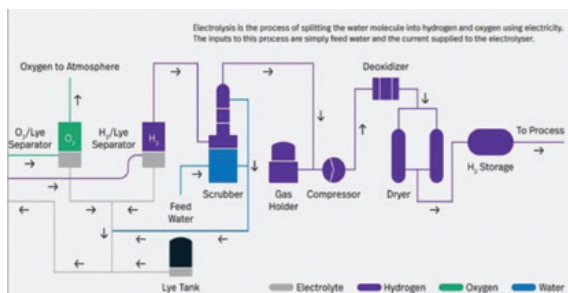 Electrolysis is the process of splitting the water molecule into hydrogen and oxygen using electricity.
The inputs to this process are simply feed water and the current supplied to the electrolyser.
Oxygen to Atmosphere
Deoxidizer
O₂/Lye
Separator
O₂
H₂/Lye
Separator
H₂
To Process
Feed
Water
Scrubber
Gas
Holder
Compressor
Dryer
H₂ Storage
Lye Tank
Electrolyte
Hydrogen
Oxygen
Water